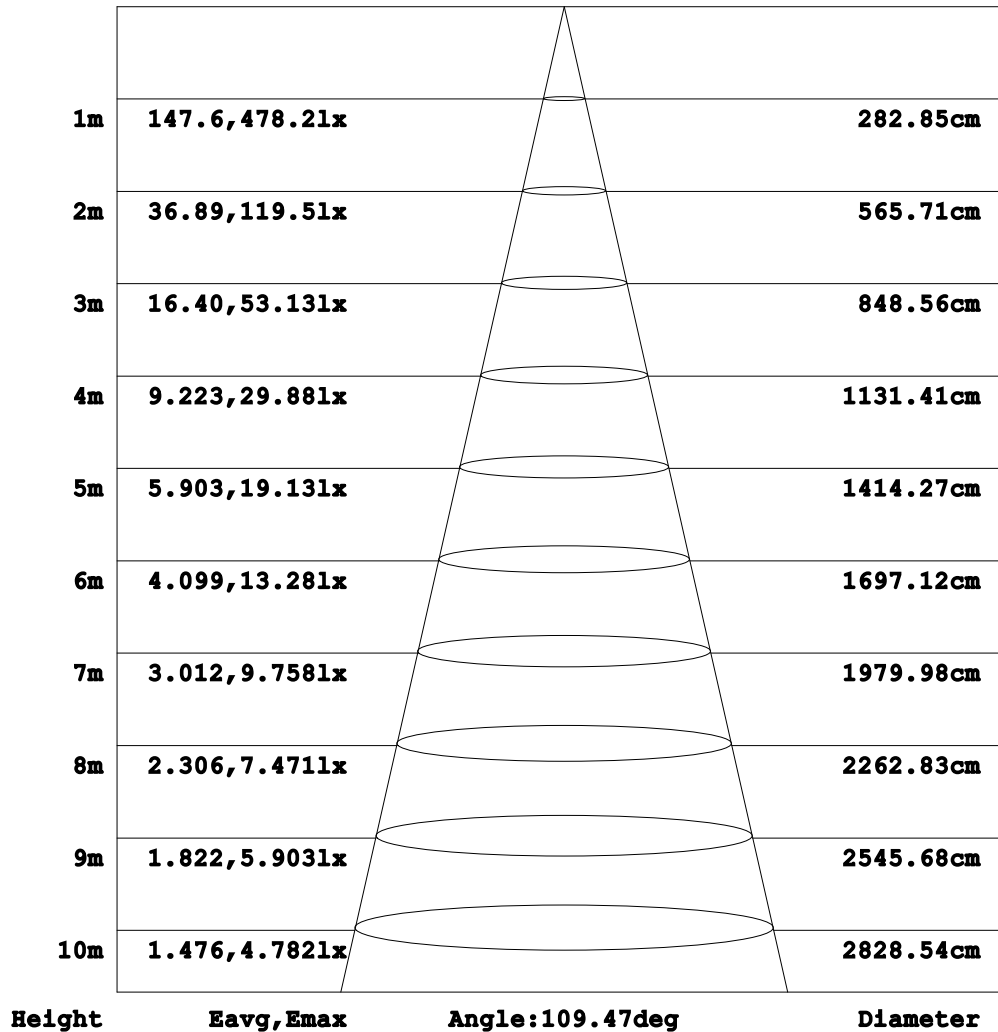 1m 147.6,478.2lx 282.85cm
2m 36.89,119.5lx 565.71cm
3m 16.40,53.13lx 848.56cm
4m 9.223,29.88lx 1131.41cm
5m 5.903,19.13lx 1414.27cm
6m 4.099,13.28lx 1697.12cm
7m 3.012,9.758lx 1979.98cm
8m 2.306,7.471lx 2262.83cm
9m 1.822,5.903lx 2545.68cm
10m 1.476,4.782lx 2828.54cm
Height Eavg,Emax Angle:109.47deg Diameter